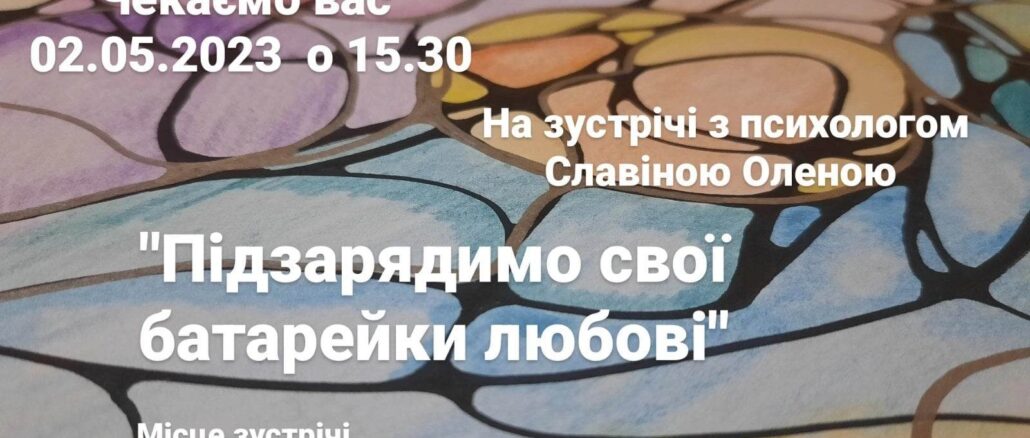 Чекаємо вас
02.05.2023 о 15.30
На зустрічі з психологом
Славіною Оленою
"Підзарядимо свої
батарейки любові"
Місце зустрічі